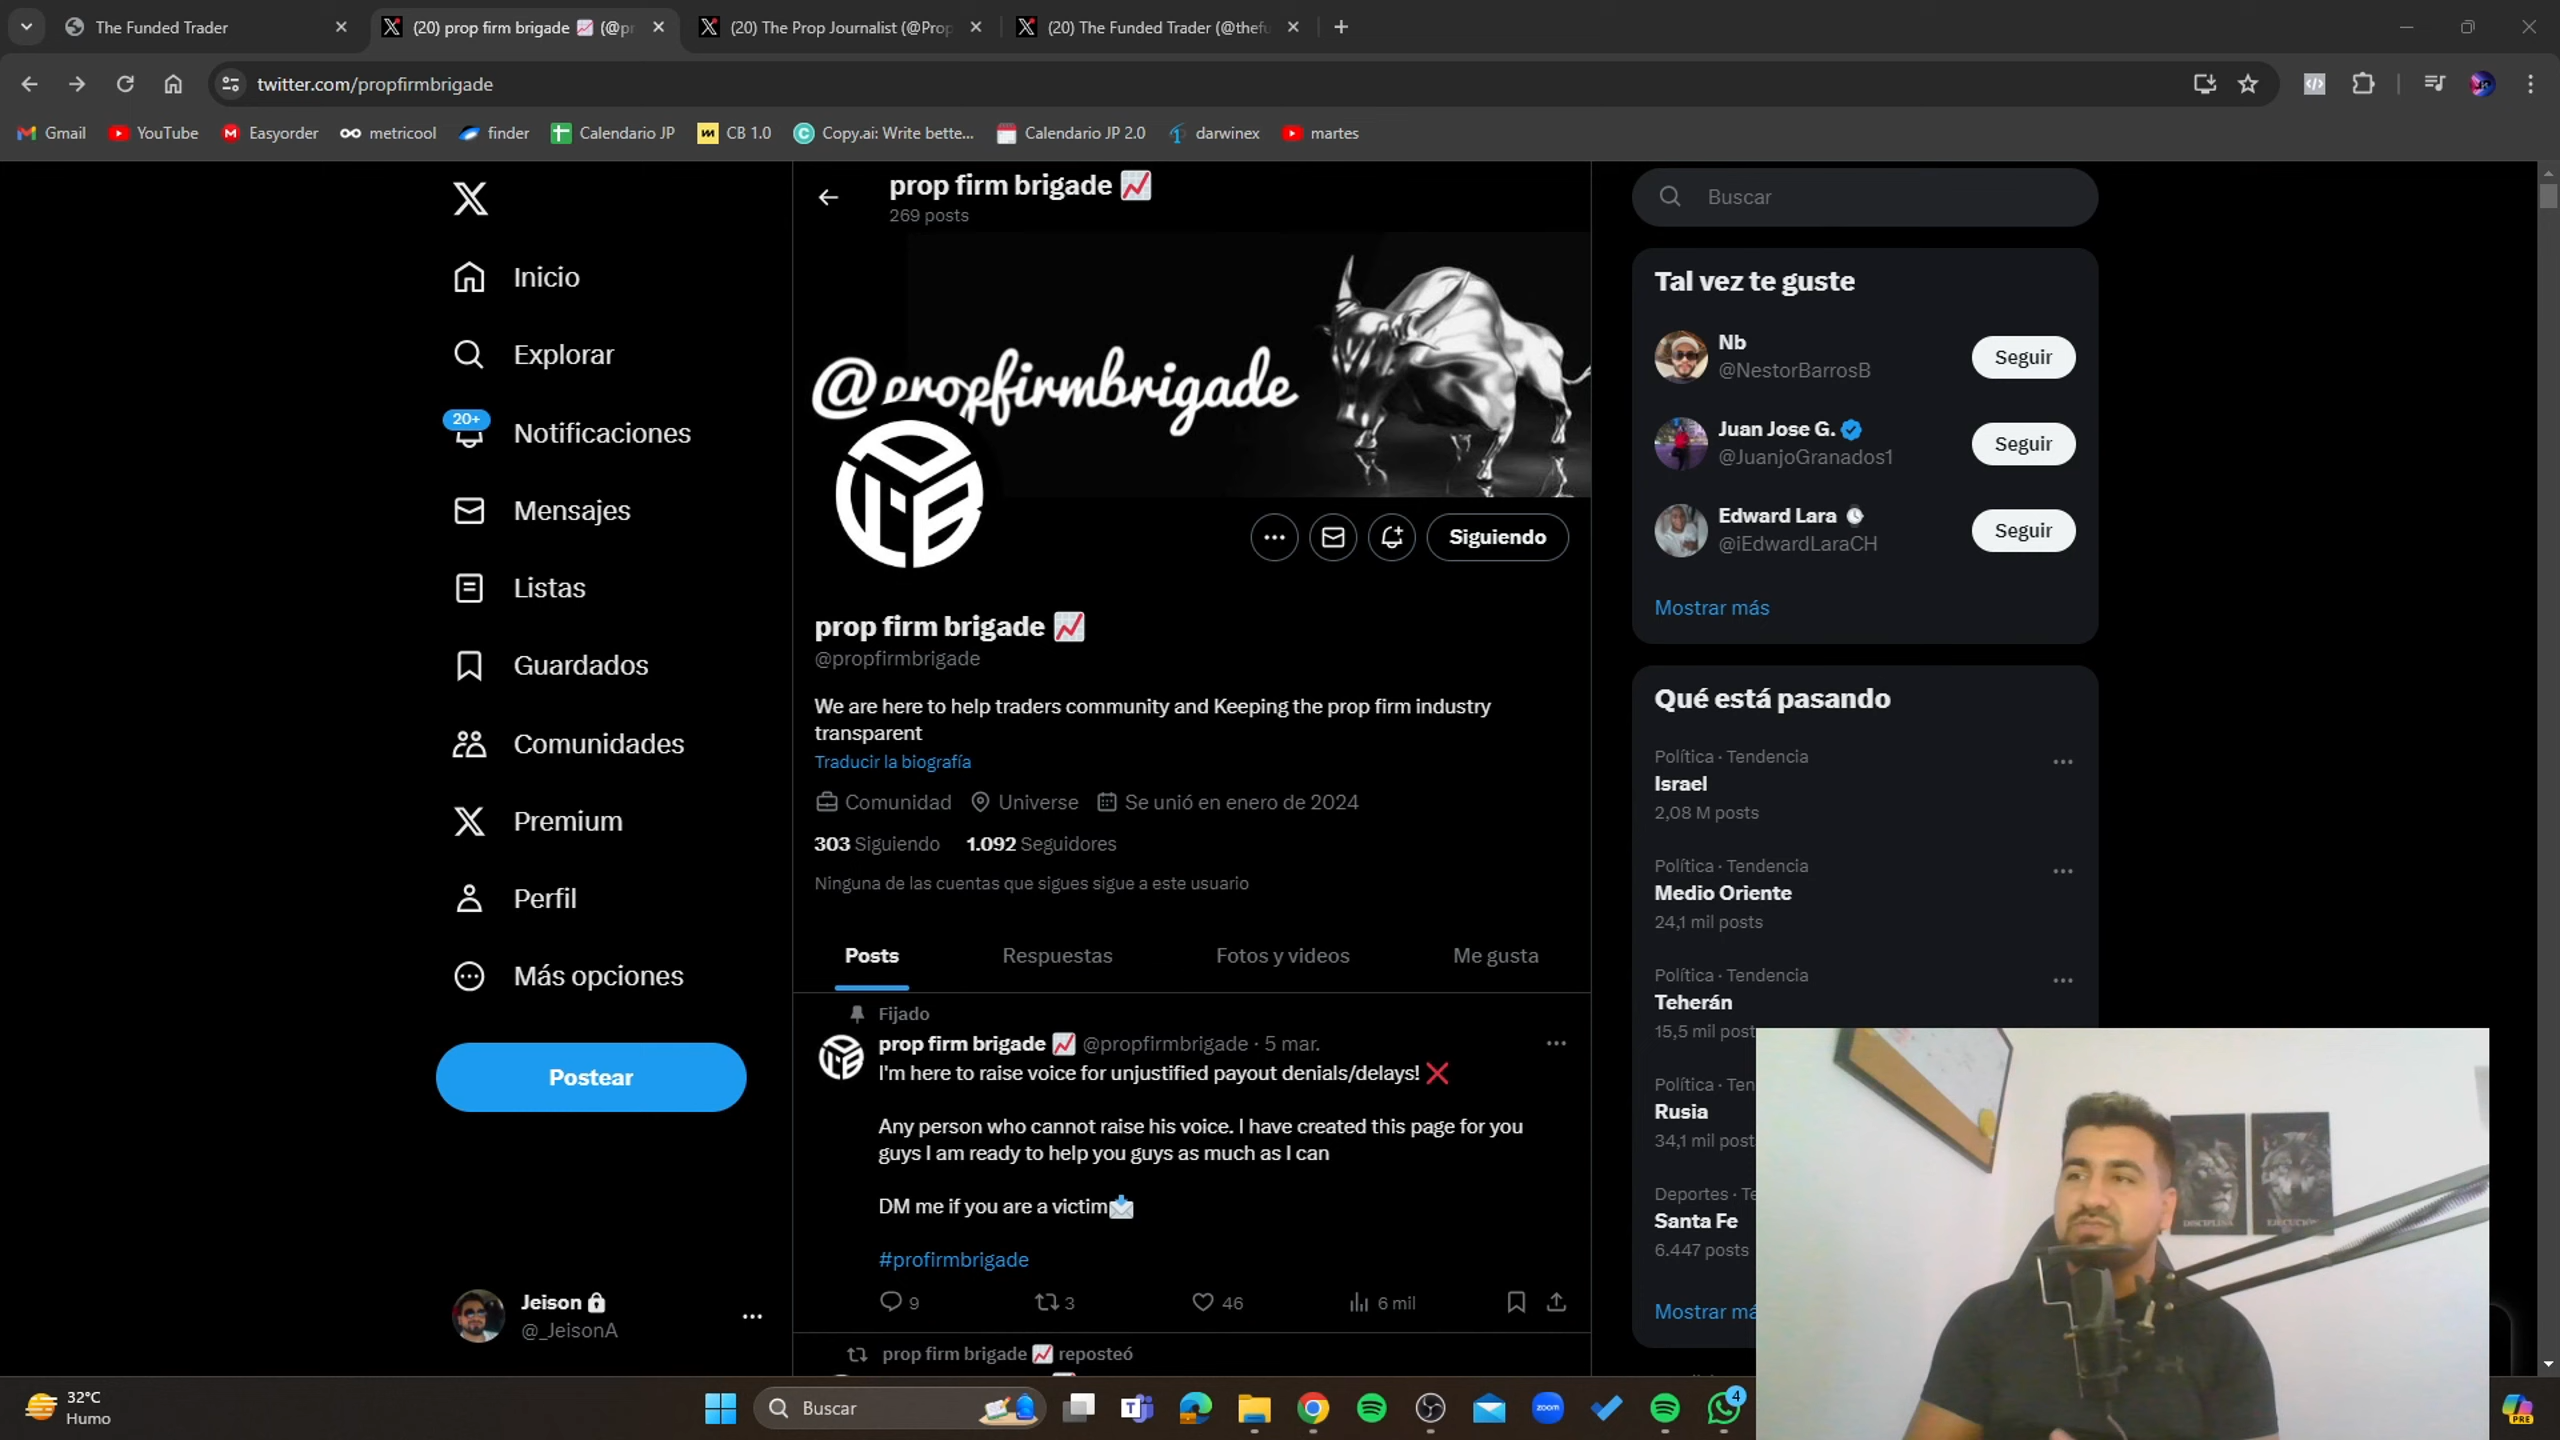 The Funded Trader
(20) prop firm brigade 📈 (@pr
(20) The Prop Journalist (@Prop
(20) The Funded Trader (@thefu
twitter.com/propfirmbrigade
Gmail
YouTube
Easyorder
metricool
finder
Calendario JP
CB 1.0
Copy.ai: Write bette...
Calendario JP 2.0
darwinex
martes
Inicio
Explorar
20+
Notificaciones
Mensajes
Listas
Guardados
Comunidades
Premium
Perfil
Más opciones
Postear
Jeison
@_JeisonA
prop firm brigade 📈
269 posts
@propfirmbrigade
Siguiendo
prop firm brigade 📈
@propfirmbrigade
We are here to help traders community and Keeping the prop firm industry
transparent
Traducir la biografía
Comunidad Universe Se unió en enero de 2024
303 Siguiendo 1.092 Seguidores
Ninguna de las cuentas que sigues sigue a este usuario
Posts Respuestas Fotos y videos Me gusta
Fijado
prop firm brigade 📈 @propfirmbrigade · 5 mar.
I'm here to raise voice for unjustified payout denials/delays! ❌
Any person who cannot raise his voice. I have created this page for you
guys I am ready to help you guys as much as I can
DM me if you are a victim📩
#profirmbrigade
9 3 46 6 mil
prop firm brigade 📈 reposteó
Buscar
Tal vez te guste
Nb
@NestorBarrosB
Seguir
Juan Jose G.
@JuanjoGranados1
Seguir
Edward Lara
@iEdwardLaraCH
Seguir
Mostrar más
Qué está pasando
Política · Tendencia
Israel
2,08 M posts
Política · Tendencia
Medio Oriente
24,1 mil posts
Política · Tendencia
Teherán
15,5 mil post
Política · Ten
Rusia
34,1 mil post
Deportes · Te
Santa Fe
6.447 posts
Mostrar má
DISCIPLINA
EJECUCIÓN
32°C
Humo
Buscar
zoom
4
PRE